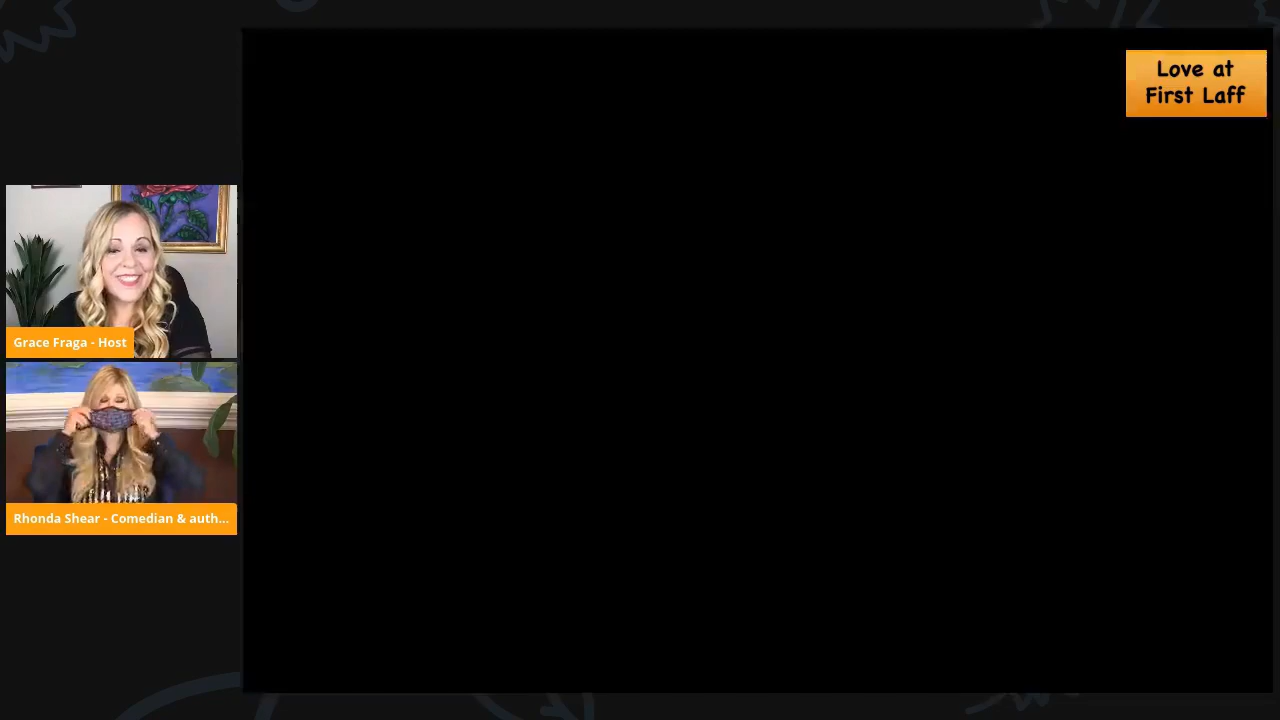 Love at
First Laff
Grace Fraga - Host
Rhonda Shear - Comedian & auth...